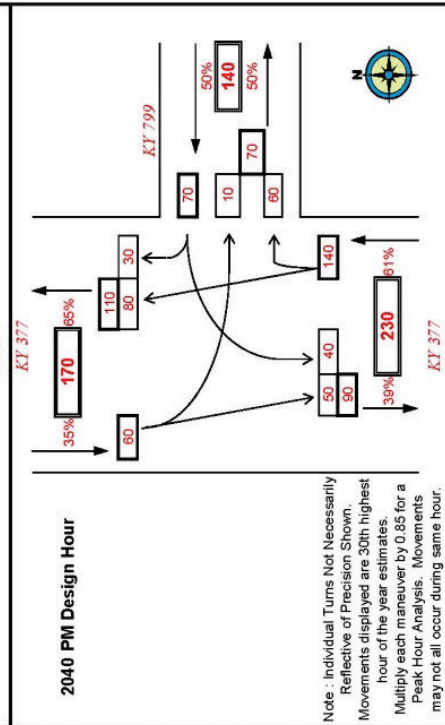 2040 PM Design Hour
KY 377
35%
170
65%
60
110
80
30
KY 799
50%
140
50%
70
10
60
70
50
40
90
140
39%
230
61%
KY 377
N
Note : Individual Turns Not Necessarily
Reflective of Precision Shown.
Movements displayed are 30th highest
hour of the year estimates.
Multiply each maneuver by 0.85 for a
Peak Hour Analysis. Movements
may not all occur during same hour.